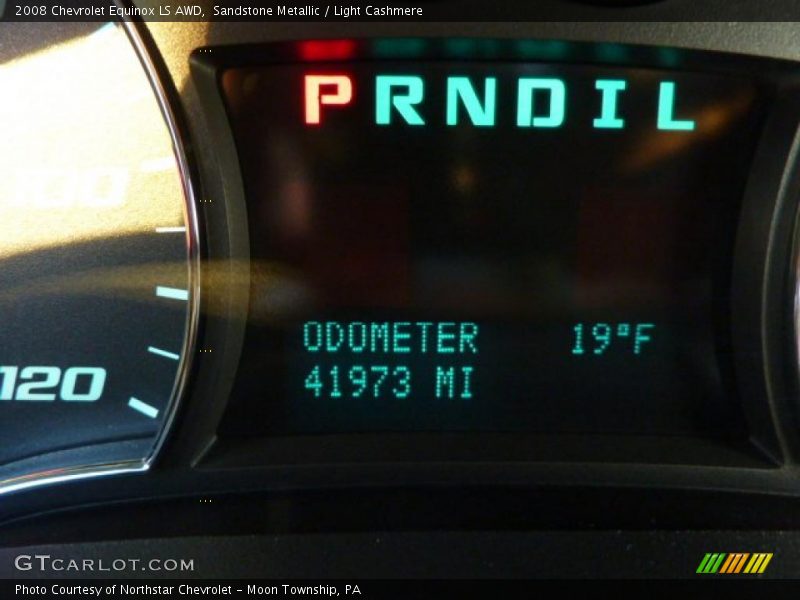 2008 Chevrolet Equinox LS AWD, Sandstone Metallic / Light Cashmere
P R N D I L
100
ODOMETER 19°F
41973 MI
120
GTCARLOT.COM
Photo Courtesy of Northstar Chevrolet - Moon Township, PA